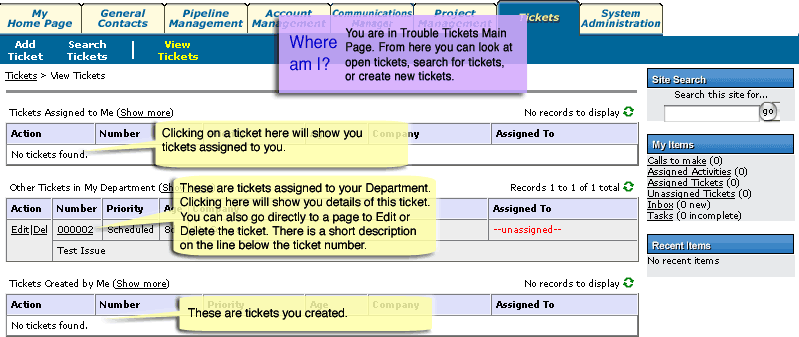 My Home Page
General Contacts
Pipeline Management
Account Management
Communications Manager
Project Management
Tickets
System Administration
Add Ticket
Search Tickets
View Tickets
Where am I?
You are in Trouble Tickets Main
Page. From here you can look at
open tickets, search for tickets,
or create new tickets.
Tickets > View Tickets
Tickets Assigned to Me (Show more)
No records to display
Action Number Company Assigned To
No tickets found.
Clicking on a ticket here will show you
tickets assigned to you.
Other Tickets in My Department (Show
Records 1 to 1 of 1 total
Action Number Priority Assigned To
Edit|Del 000002 Scheduled --unassigned--
Test Issue
These are tickets assigned to your Department.
Clicking here will show you details of this ticket.
You can also go directly to a page to Edit or
Delete the ticket. There is a short description
on the line below the ticket number.
Tickets Created by Me (Show more)
No records to display
Action Number Priority Age Company Assigned To
No tickets found.
These are tickets you created.
Site Search
Search this site for...
go
My Items
Calls to make (0)
Assigned Activities (0)
Assigned Tickets (0)
Unassigned Tickets (0)
Inbox (0 new)
Tasks (0 incomplete)
Recent Items
No recent items